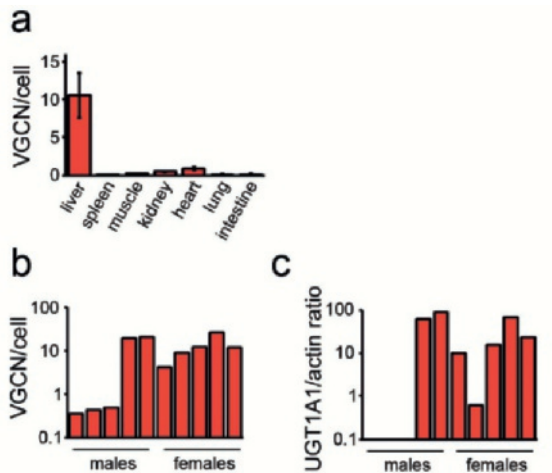 a
VGCN/cell
15
10
5
0
liver
spleen
muscle
kidney
heart
lung
intestine
b
VGCN/cell
100
10
1
0.1
males
females
c
UGT1A1/actin ratio
100
10
1
0.1
males
females